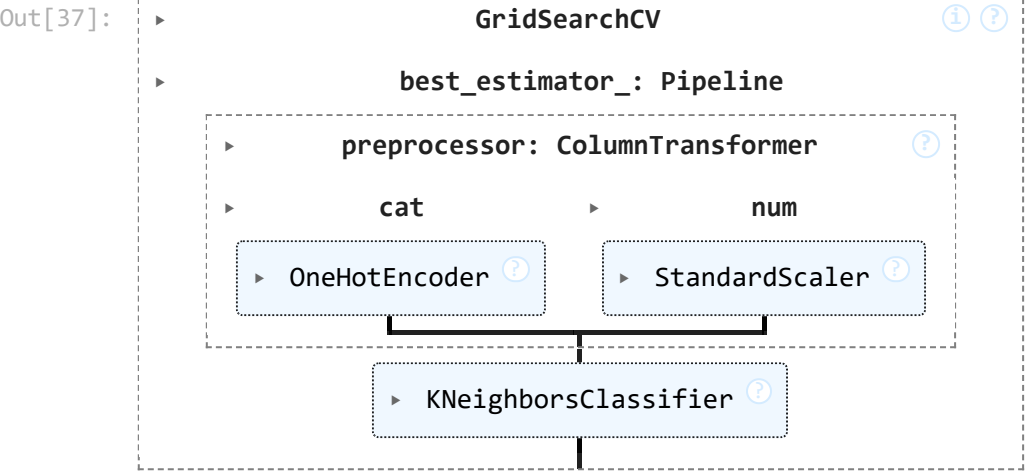 Out[37]:
GridSearchCV i ?
best_estimator_: Pipeline
preprocessor: ColumnTransformer ?
cat num
OneHotEncoder ? StandardScaler ?
KNeighborsClassifier ?